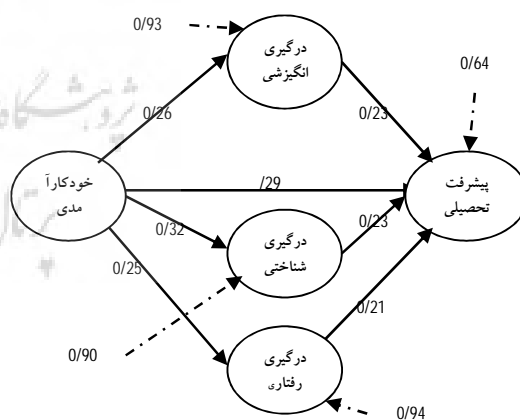 0/93
درگیری
انگیزشی
0/64
0/26
0/23
خودکارآ
مدی
/29
پیشرفت
تحصیلی
0/32
درگیری
شناختی
0/23
0/25
0/21
0/90
درگیری
رفتاری
0/94